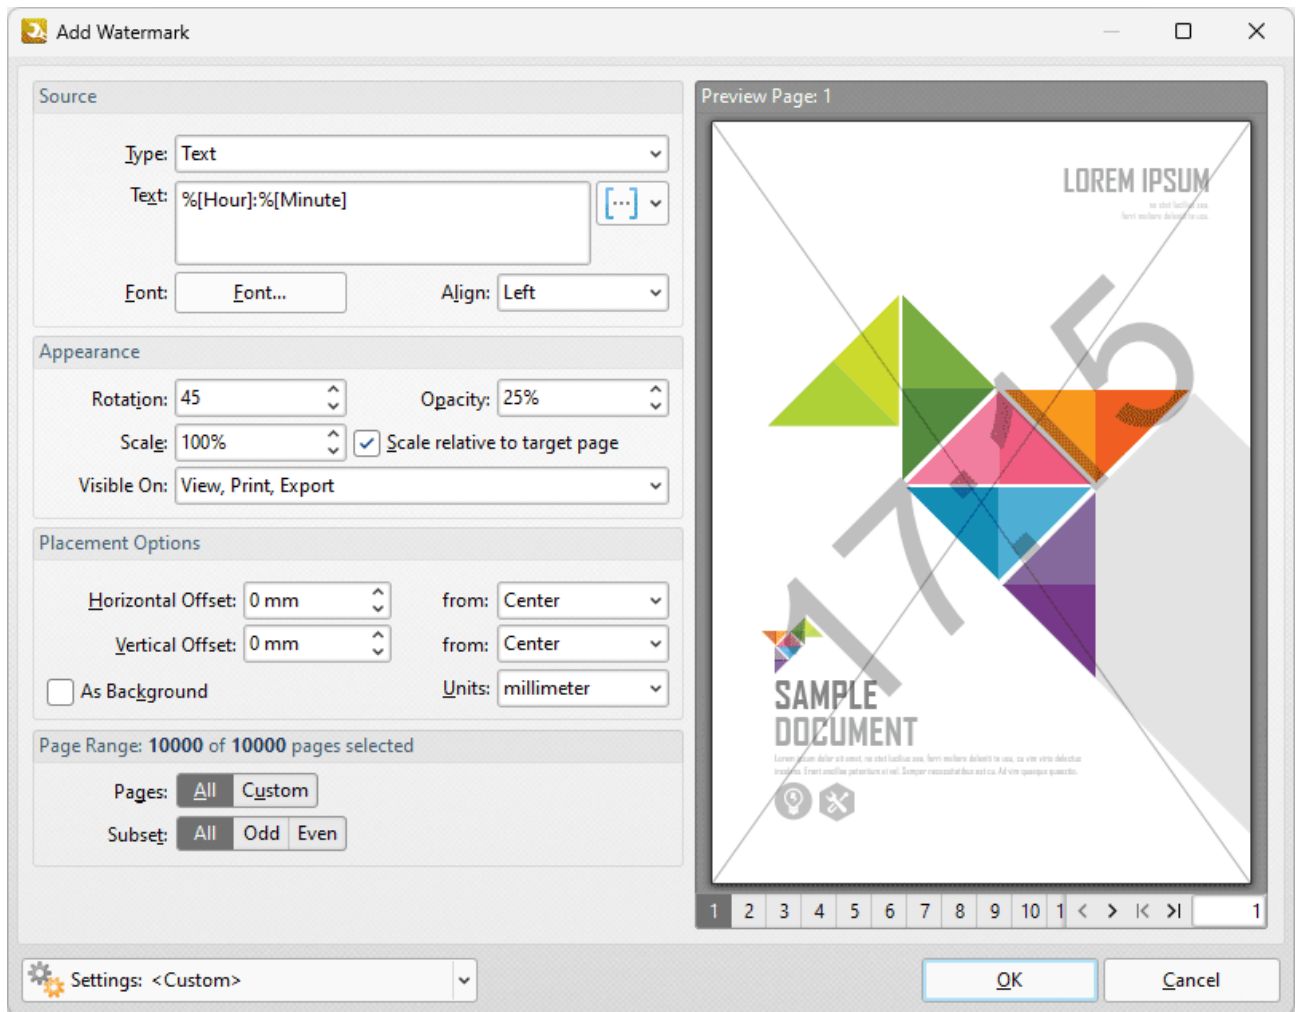 Add Watermark
Source
Type: Text
Text: %[Hour]:%[Minute]
Font: Font... Align: Left
Appearance
Rotation: 45 Opacity: 25%
Scale: 100% Scale relative to target page
Visible On: View, Print, Export
Placement Options
Horizontal Offset: 0 mm from: Center
Vertical Offset: 0 mm from: Center
As Background Units: millimeter
Page Range: 10000 of 10000 pages selected
Pages: All Custom
Subset: All Odd Even
Preview Page: 1
LOREM IPSUM
17:15
SAMPLE
DOCUMENT
1 2 3 4 5 6 7 8 9 10 1 < > 1
Settings: <Custom>
OK Cancel